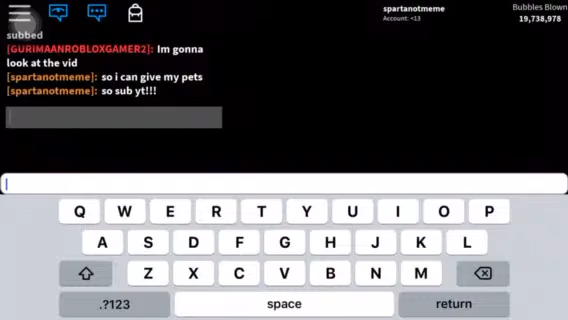 spartanotmeme
Account: <13
Bubbles Blown
19,738,978
subbed
[GURIMAANROBLOXGAMER2]: Im gonna
look at the vid
[spartanotmeme]: so i can give my pets
[spartanotmeme]: so sub yt!!!
Q W E R T Y U I O P
A S D F G H J K L
Z X C V B N M
.?123 space return